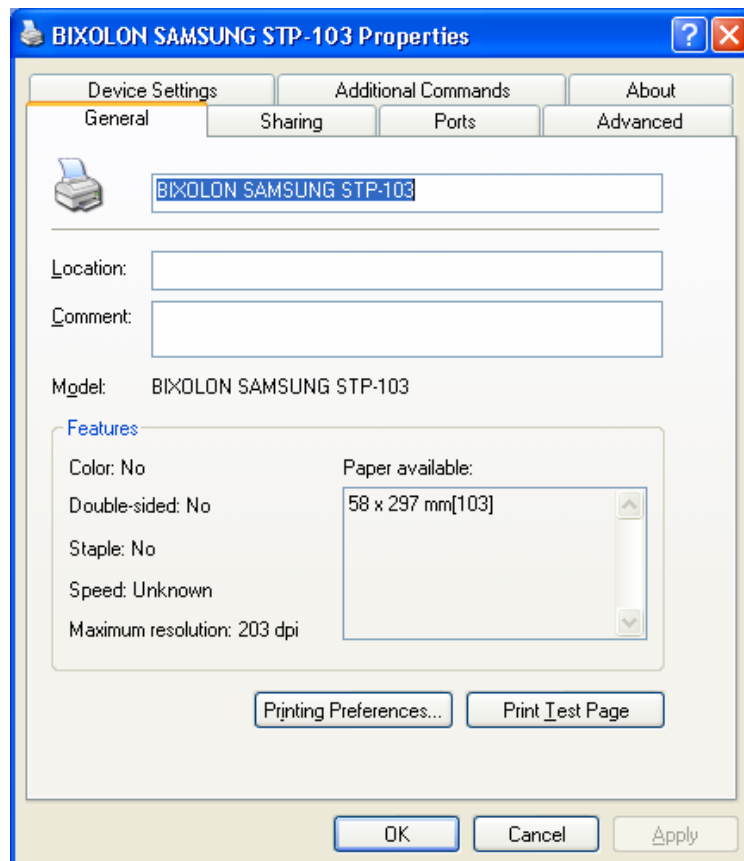 BIXOLON SAMSUNG STP-103 Properties
?
Device Settings Additional Commands About
General Sharing Ports Advanced
BIXOLON SAMSUNG STP-103
Location:
Comment:
Model: BIXOLON SAMSUNG STP-103
Features
Color: No Paper available:
Double-sided: No 58 x 297 mm[103]
Staple: No
Speed: Unknown
Maximum resolution: 203 dpi
Printing Preferences... Print Test Page
OK Cancel Apply